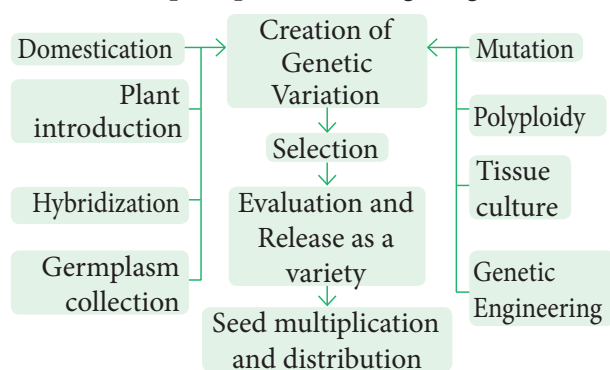 Domestication
Plant
introduction
Hybridization
Germplasm
collection
Creation of
Genetic
Variation
Selection
Evaluation and
Release as a
variety
Seed multiplication
and distribution
Mutation
Polyploidy
Tissue
culture
Genetic
Engineering